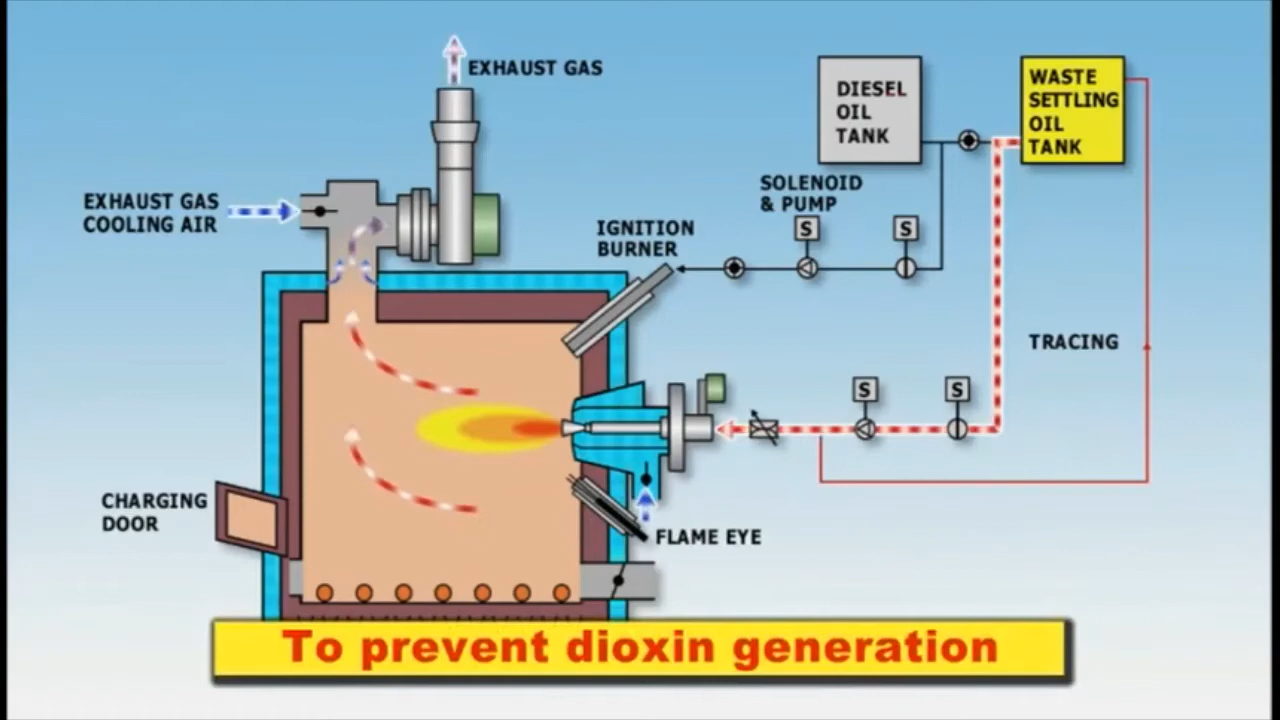 EXHAUST GAS
DIESEL
OIL
TANK
WASTE
SETTLING
OIL
TANK
EXHAUST GAS
COOLING AIR
SOLENOID
& PUMP
S
S
IGNITION
BURNER
TRACING
S
S
CHARGING
DOOR
FLAME EYE
To prevent dioxin generation